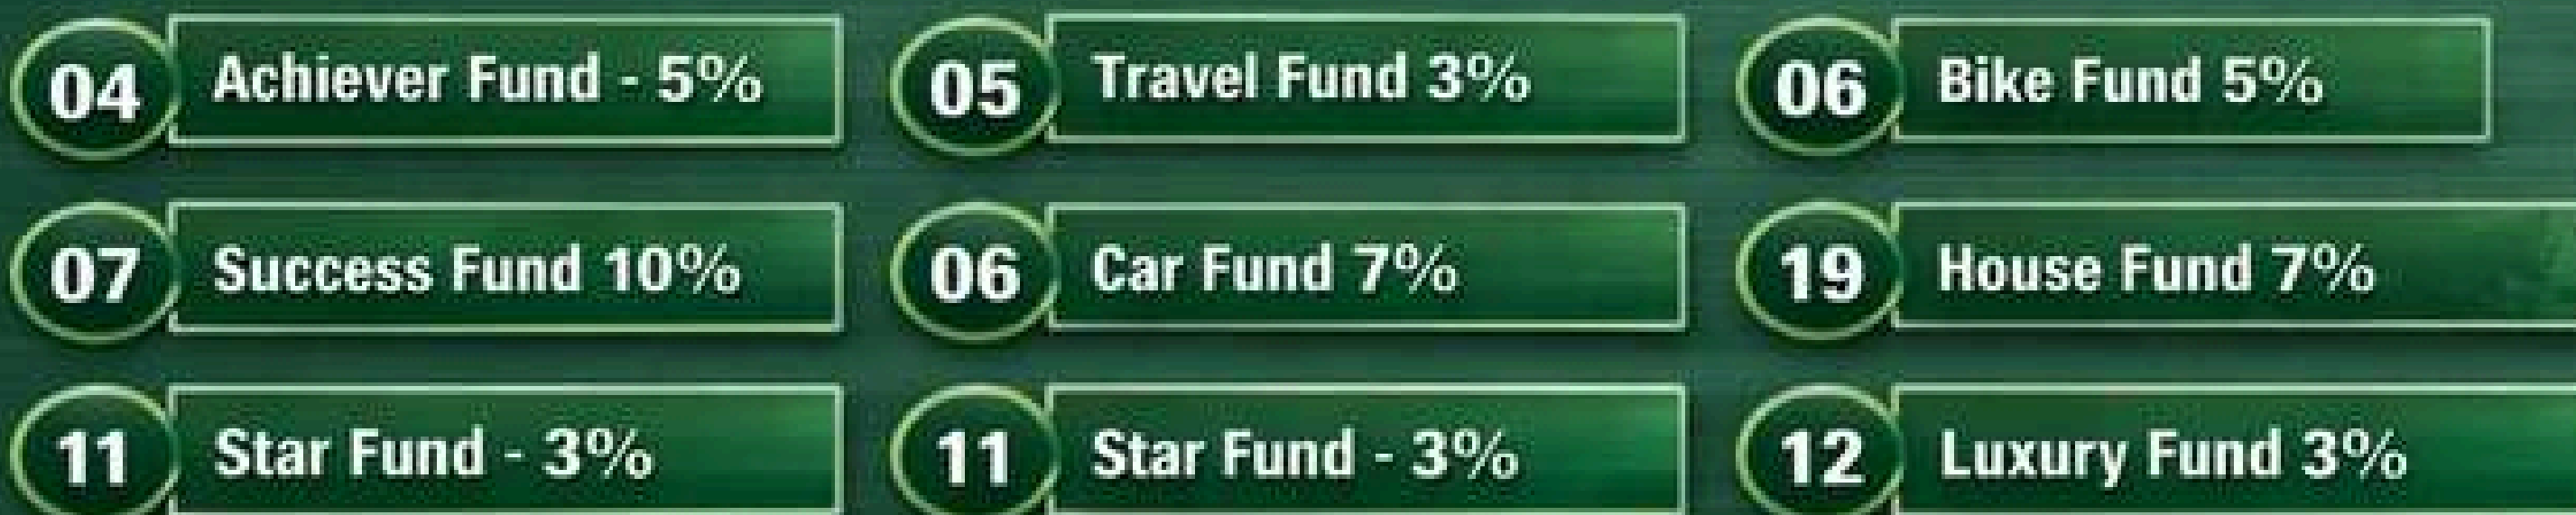 04 Achiever Fund - 5%
05 Travel Fund 3%
06 Bike Fund 5%
07 Success Fund 10%
06 Car Fund 7%
19 House Fund 7%
11 Star Fund - 3%
11 Star Fund - 3%
12 Luxury Fund 3%